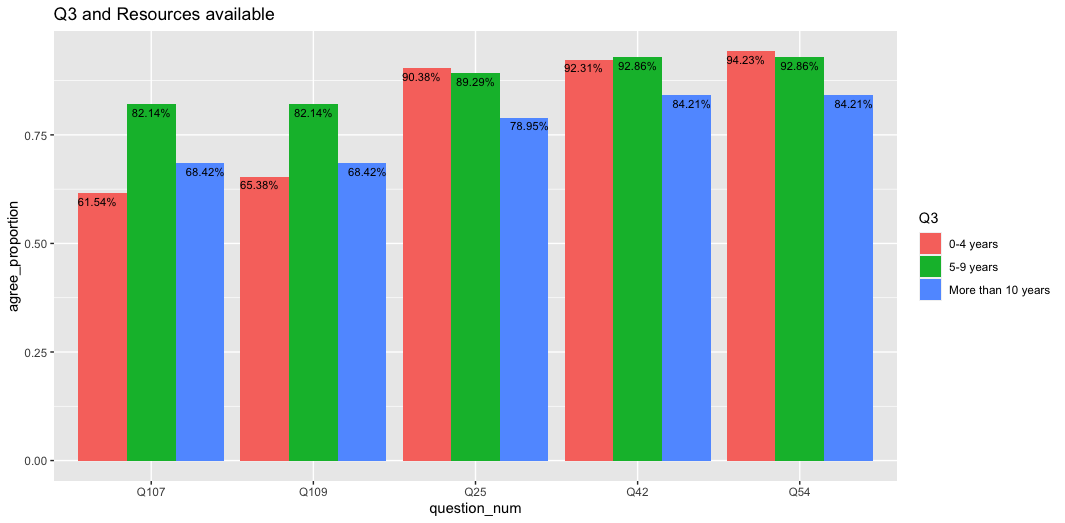 Q3 and Resources available
agree_proportion
0.75
0.50
0.25
0.00
61.54%
82.14%
68.42%
65.38%
82.14%
68.42%
90.38%
89.29%
78.95%
92.31%
92.86%
84.21%
94.23%
92.86%
84.21%
Q107
Q109
Q25
Q42
Q54
question_num
Q3
0-4 years
5-9 years
More than 10 years